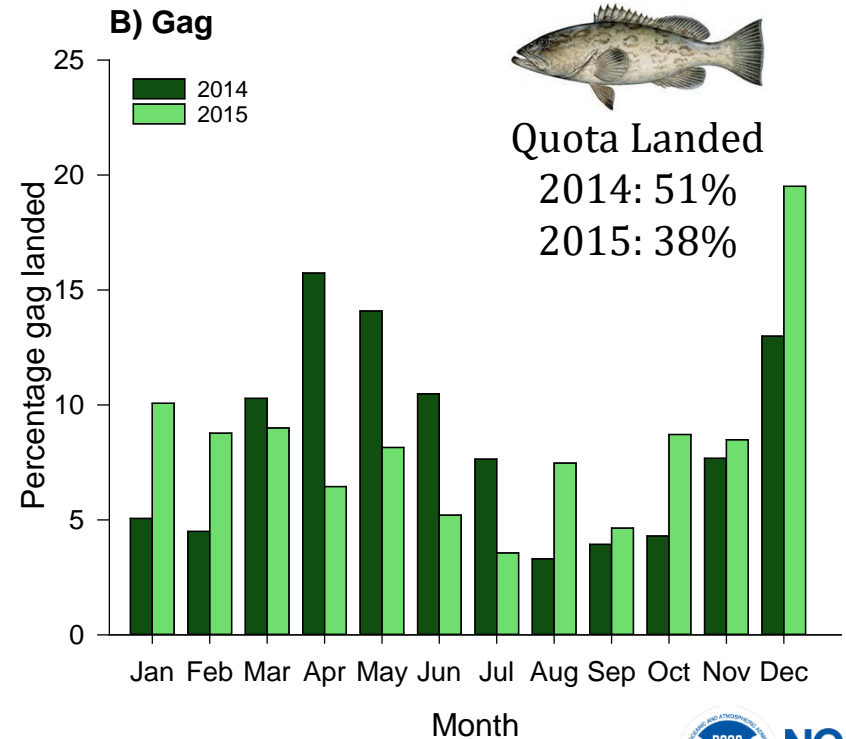 B) Gag
25
2014
2015
Quota Landed
2014: 51%
2015: 38%
20
15
10
5
0
Percentage gag landed
Jan Feb Mar Apr May Jun Jul Aug Sep Oct Nov Dec
Month